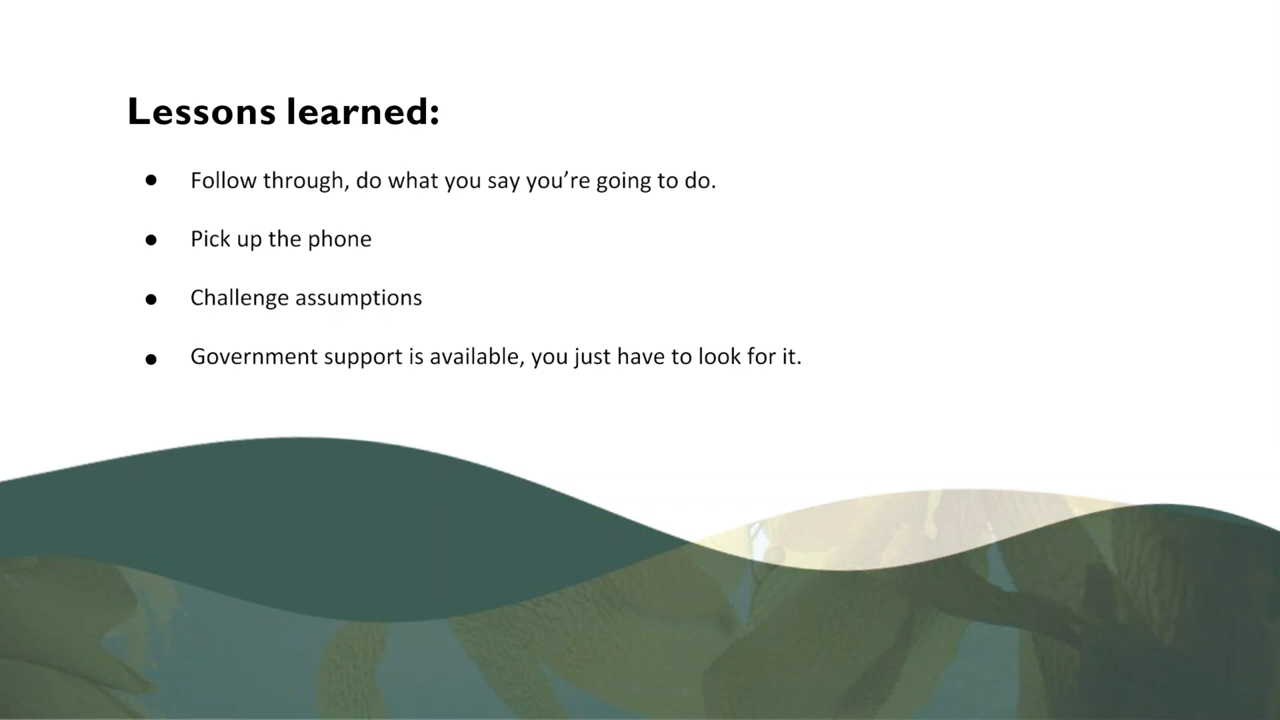 Lessons learned:
● Follow through, do what you say you’re going to do.
● Pick up the phone
● Challenge assumptions
● Government support is available, you just have to look for it.